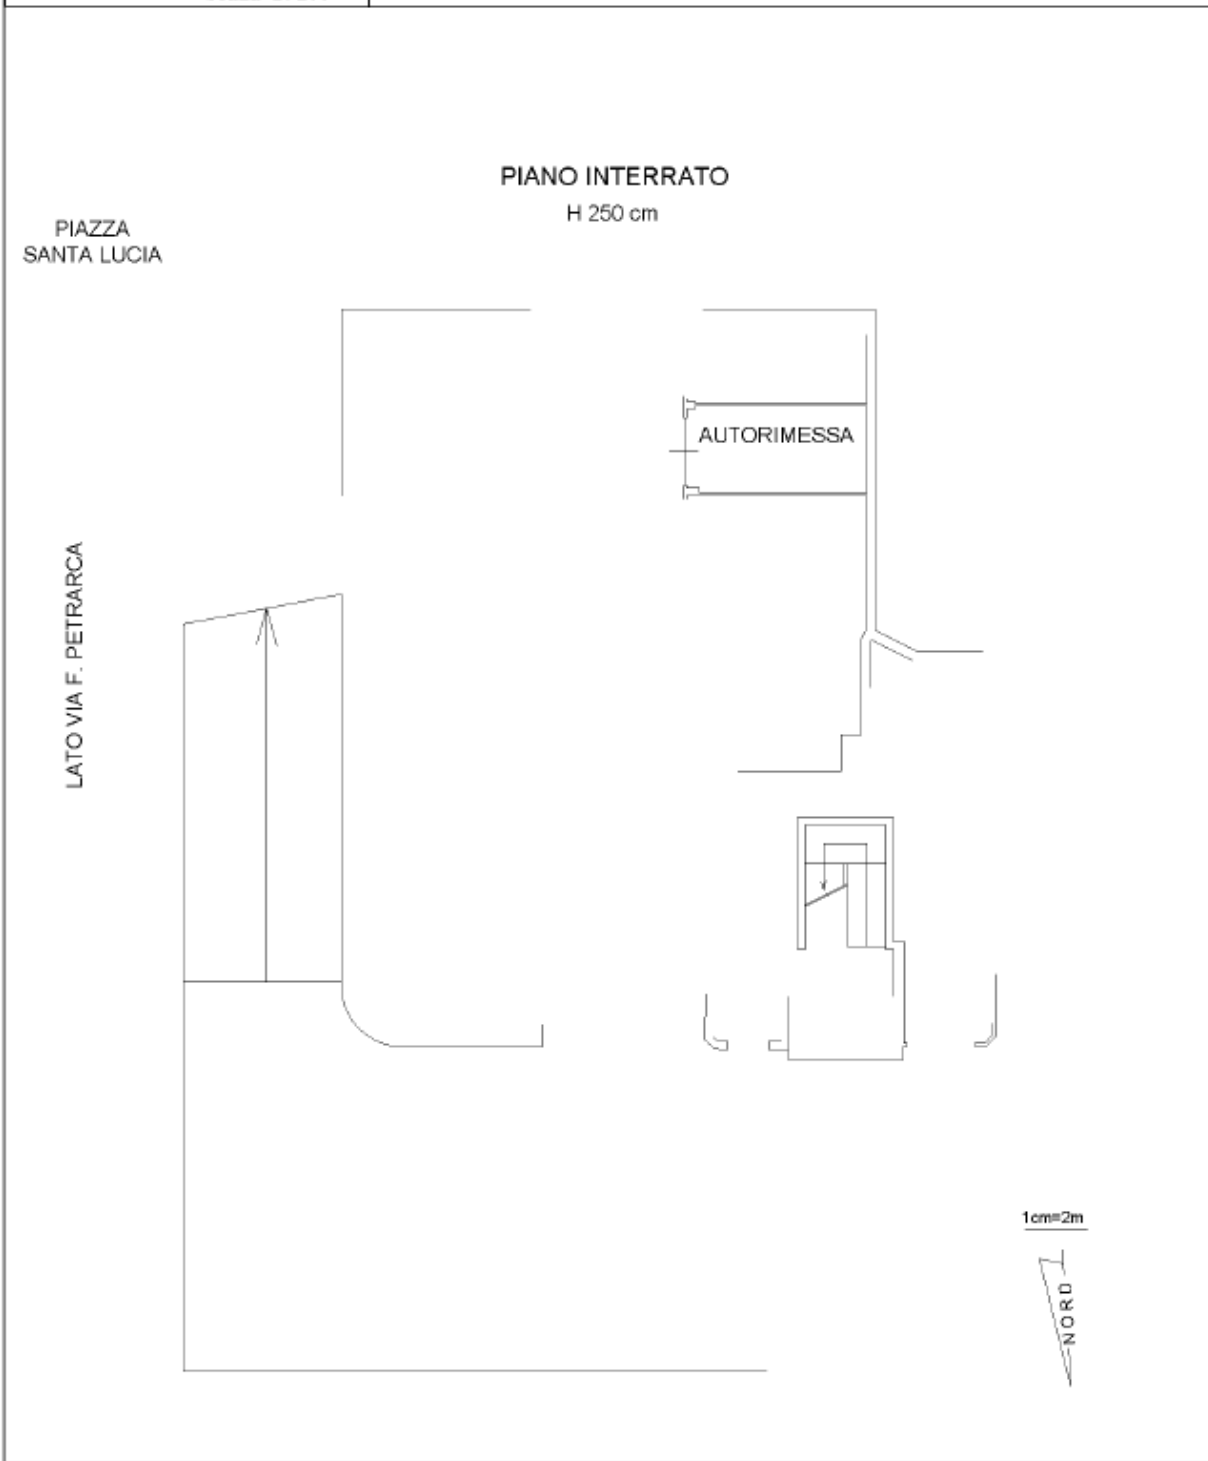 PIANO INTERRATO
H 250 cm
PIAZZA
SANTA LUCIA
AUTORIMESSA
LATO VIA F. PETRARCA
1cm=2m
NORD